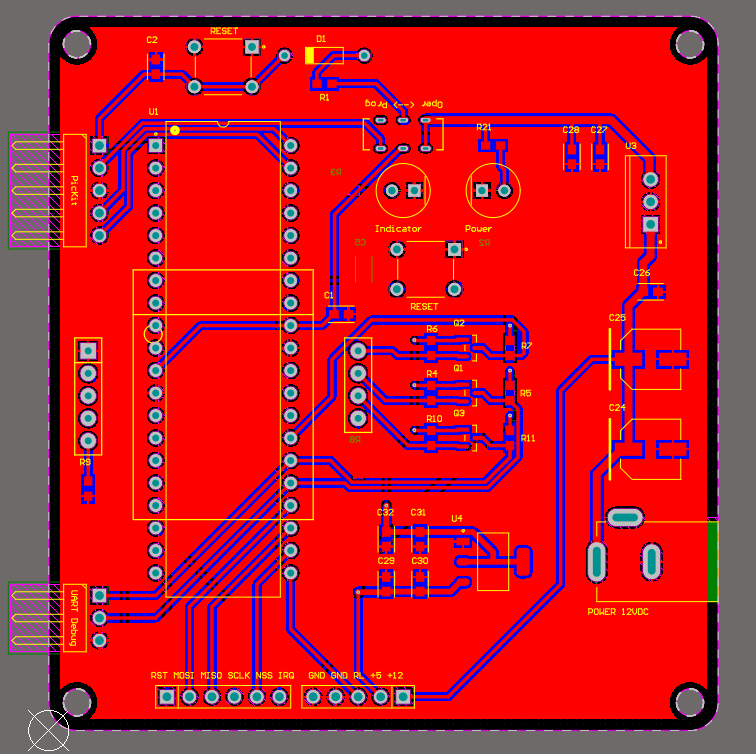 RESET
C2
D1
R1
Oper <--> Prog
U1
R21
C28 C27
U3
PicKit
R3
Indicator
Power
C6
R2
C26
RESET
C1
C25
R6
Q2
R7
Q1
R4
R5
C24
R10
Q3
R11
R8
R9
C32
C31
U4
C29
C30
UART Debug
POWER 12VDC
RST MOSI MISO SCLK NSS IRQ
GND GND RL +5 +12